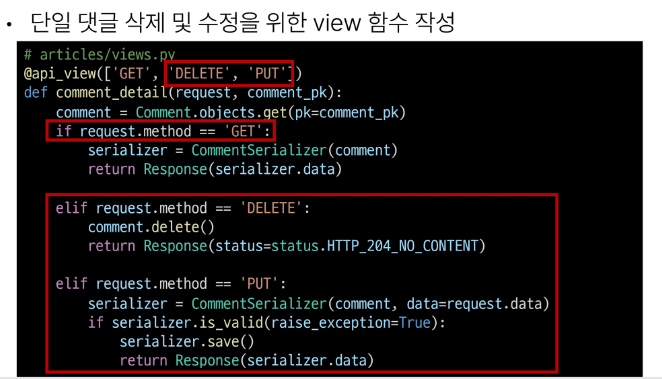 • 단일 댓글 삭제 및 수정을 위한 view 함수 작성
# articles/views.py
@api_view(['GET', 'DELETE', 'PUT'])
def comment_detail(request, comment_pk):
    comment = Comment.objects.get(pk=comment_pk)
    if request.method == 'GET':
        serializer = CommentSerializer(comment)
        return Response(serializer.data)

    elif request.method == 'DELETE':
        comment.delete()
        return Response(status=status.HTTP_204_NO_CONTENT)

    elif request.method == 'PUT':
        serializer = CommentSerializer(comment, data=request.data)
        if serializer.is_valid(raise_exception=True):
            serializer.save()
            return Response(serializer.data)